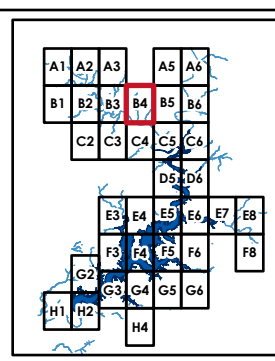 A1 A2 A3 A5 A6
B1 B2 B3 B4 B5 B6
C2 C3 C4 C5 C6
D5 D6
E3 E4 E5 E6 E7 E8
F3 F4 F5 F6 F8
G2 G3 G4 G5 G6
H1 H2 H4